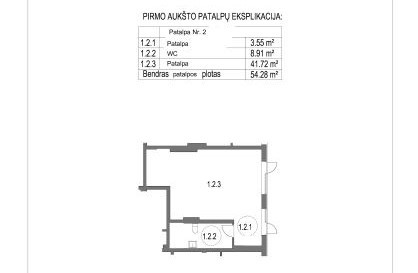 PIRMO AUKŠTO PATALPŲ EKSPLIKACIJA:
Patalpa Nr. 2
1.2.1 Patalpa 3.55 m²
1.2.2 WC 8.91 m²
1.2.3 Patalpa 41.72 m²
Bendras patalpos plotas 54.28 m²
1.2.3
1.2.1
1.2.2